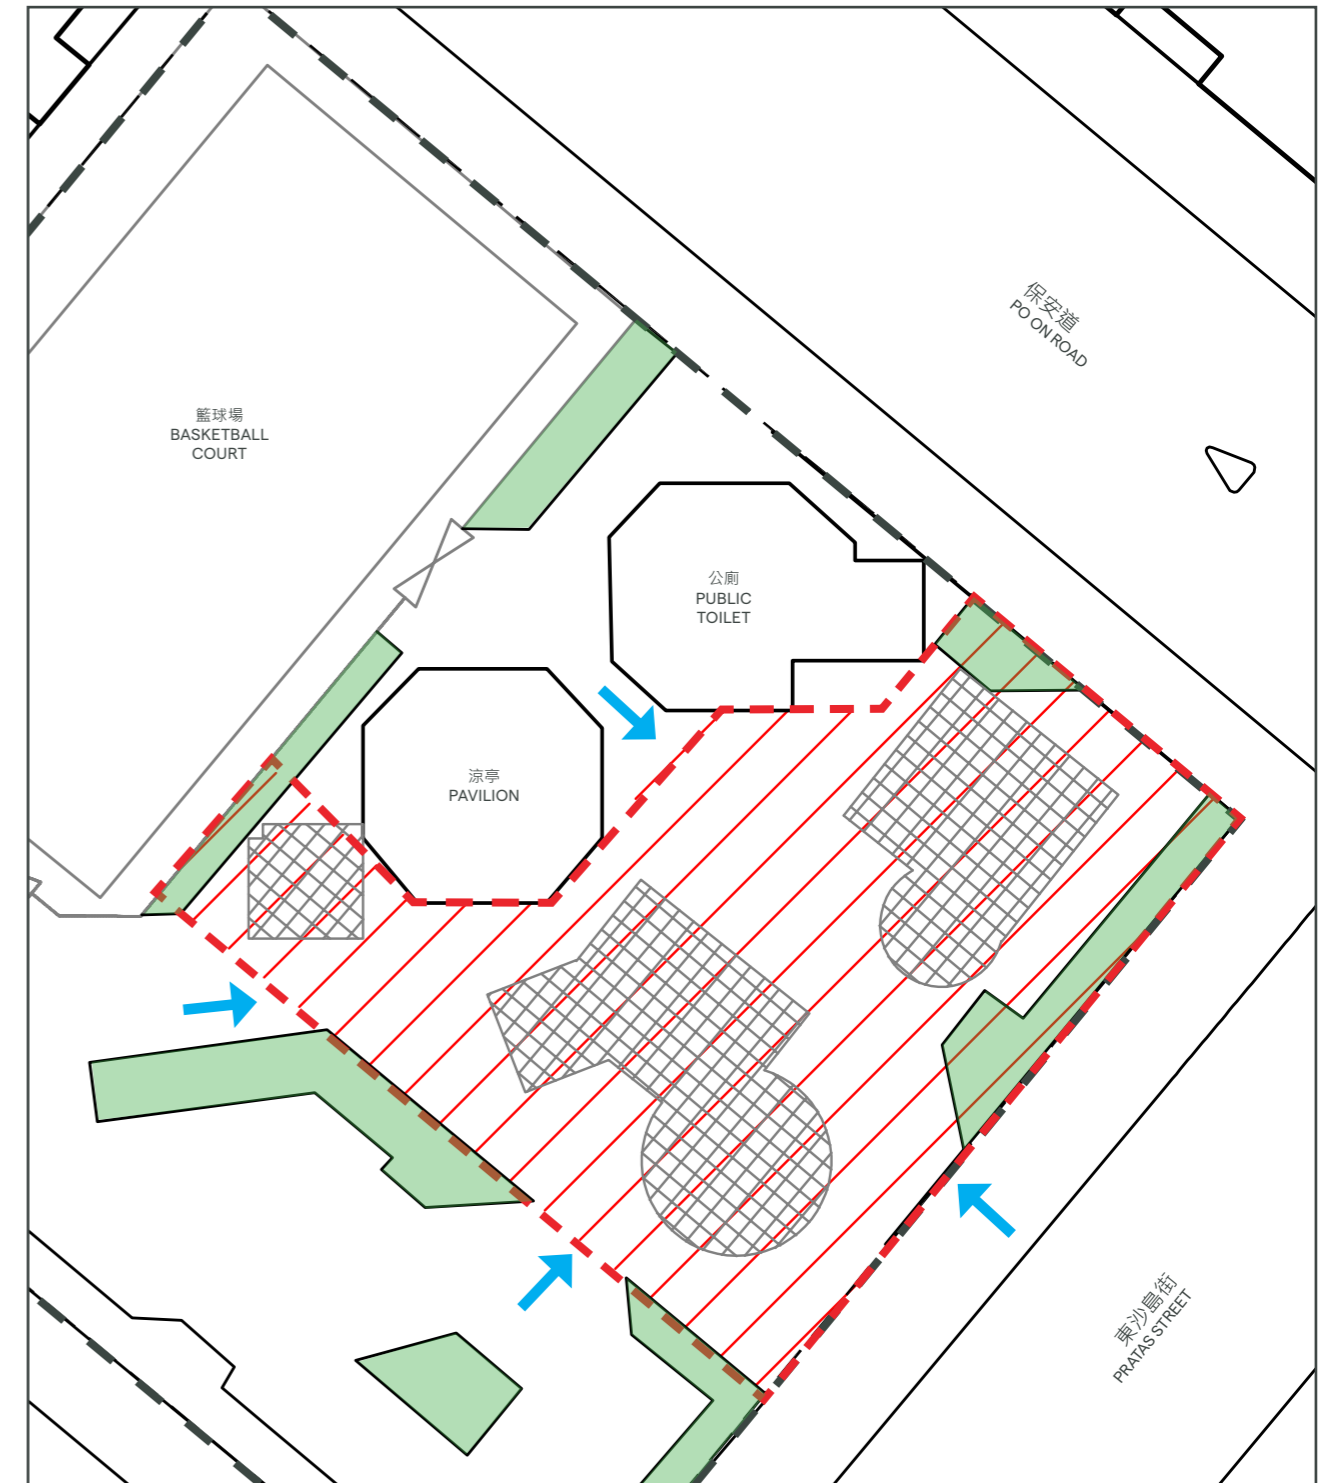 保安道
PO ON ROAD
籃球場
BASKETBALL
COURT
公廁
PUBLIC
TOILET
涼亭
PAVILION
東沙島街
PRATAS STREET